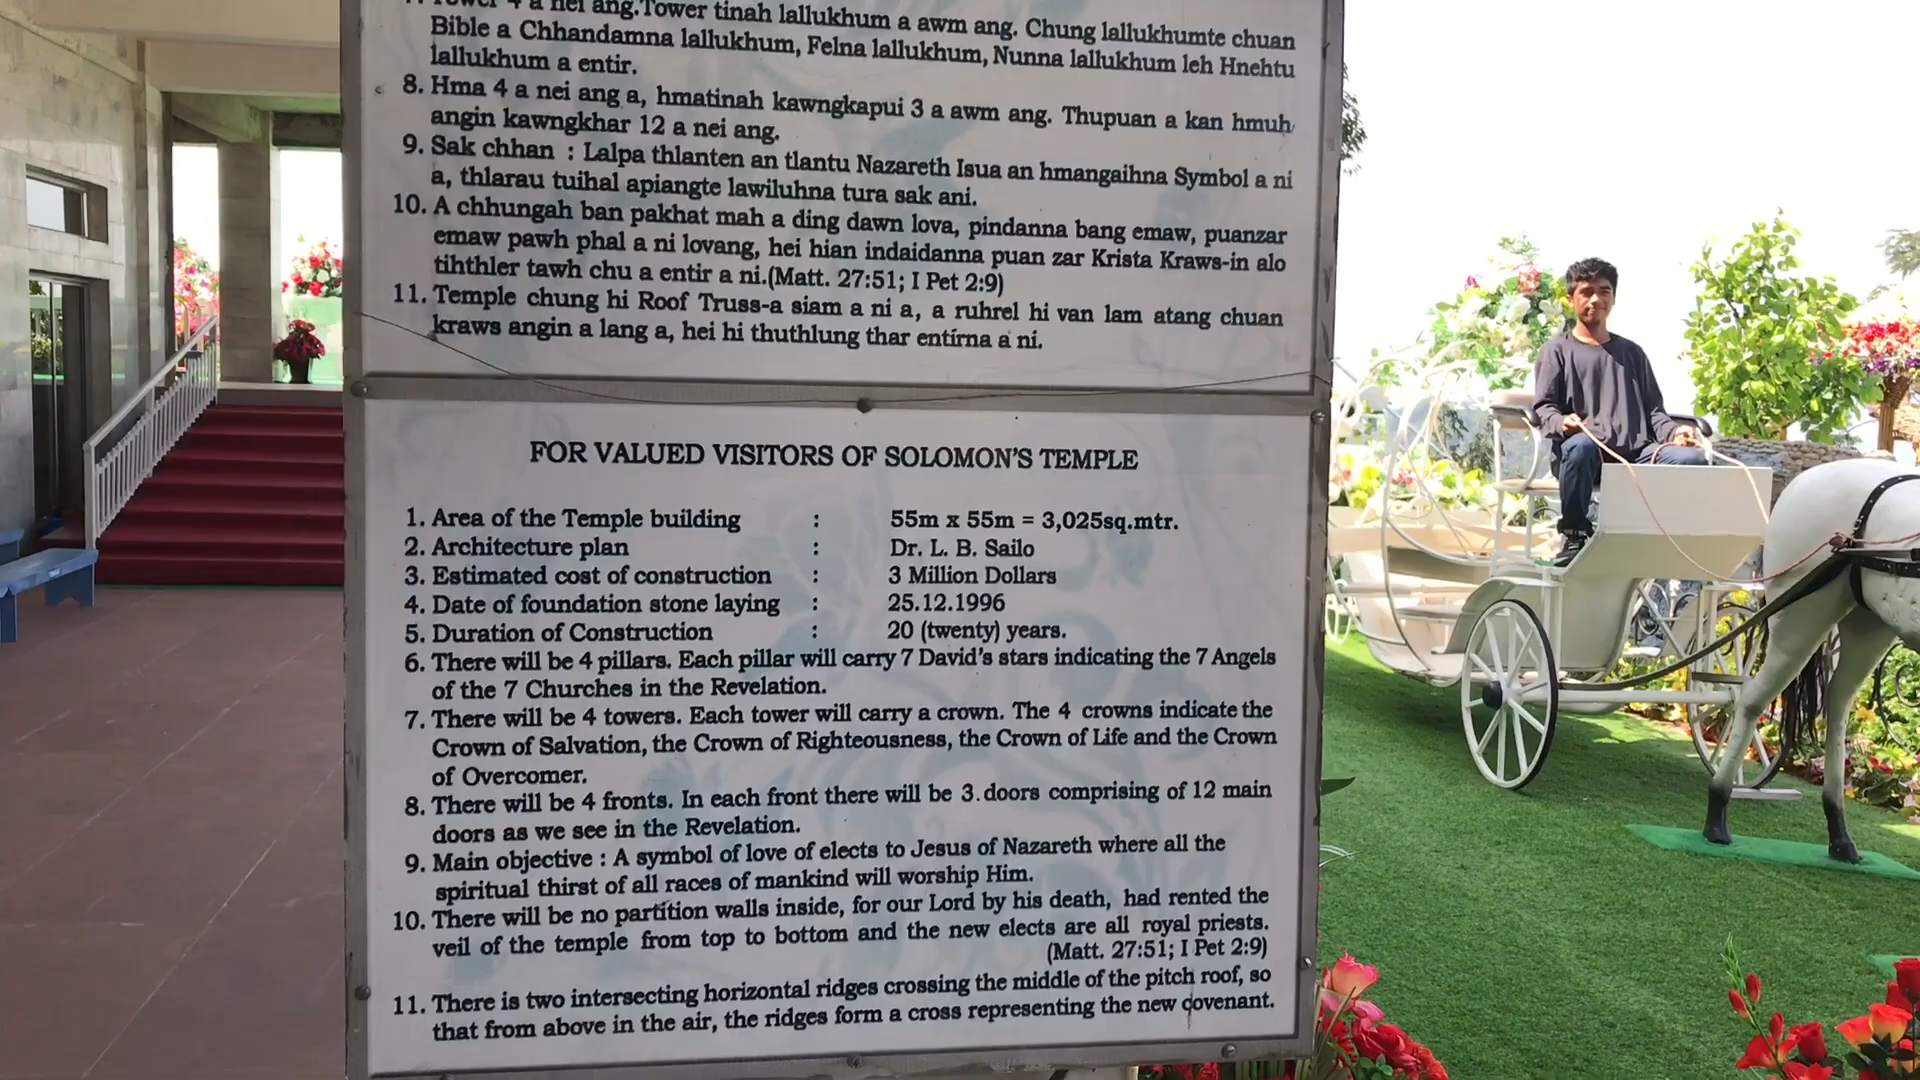 7. Tower 4 a nei ang.Tower tinah lallukhum a awm ang. Chung lallukhumte chuan
Bible a Chhandamna lallukhum, Felna lallukhum, Nunna lallukhum leh Hnehtu
lallukhum a entir.
8. Hma 4 a nei ang a, hmatinah kawngkapui 3 a awm ang. Thupuan a kan hmuh
angin kawngkhar 12 a nei ang.
9. Sak chhan : Lalpa thlanten an tlantu Nazareth Isua an hmangaihna Symbol a ni
a, thlarau tuihal apiangte lawiluhna tura sak ani.
10. A chhungah ban pakhat mah a ding dawn lova, pindanna bang emaw, puanzar
emaw pawh phal a ni lovang, hei hian indaidanna puan zar Krista Kraws-in alo
tihthler tawh chu a entir a ni.(Matt. 27:51; I Pet 2:9)
11. Temple chung hi Roof Truss-a siam a ni a, a ruhrel hi van lam atang chuan
kraws angin a lang a, hei hi thuthlung thar entirna a ni.
FOR VALUED VISITORS OF SOLOMON'S TEMPLE
1. Area of the Temple building : 55m x 55m = 3,025sq.mtr.
2. Architecture plan : Dr. L. B. Sailo
3. Estimated cost of construction : 3 Million Dollars
4. Date of foundation stone laying : 25.12.1996
5. Duration of Construction : 20 (twenty) years.
6. There will be 4 pillars. Each pillar will carry 7 David's stars indicating the 7 Angels
of the 7 Churches in the Revelation.
7. There will be 4 towers. Each tower will carry a crown. The 4 crowns indicate the
Crown of Salvation, the Crown of Righteousness, the Crown of Life and the Crown
of Overcomer.
8. There will be 4 fronts. In each front there will be 3.doors comprising of 12 main
doors as we see in the Revelation.
9. Main objective : A symbol of love of elects to Jesus of Nazareth where all the
spiritual thirst of all races of mankind will worship Him.
10. There will be no partition walls inside, for our Lord by his death, had rented the
veil of the temple from top to bottom and the new elects are all royal priests.
(Matt. 27:51; I Pet 2:9)
11. There is two intersecting horizontal ridges crossing the middle of the pitch roof, so
that from above in the air, the ridges form a cross representing the new covenant.